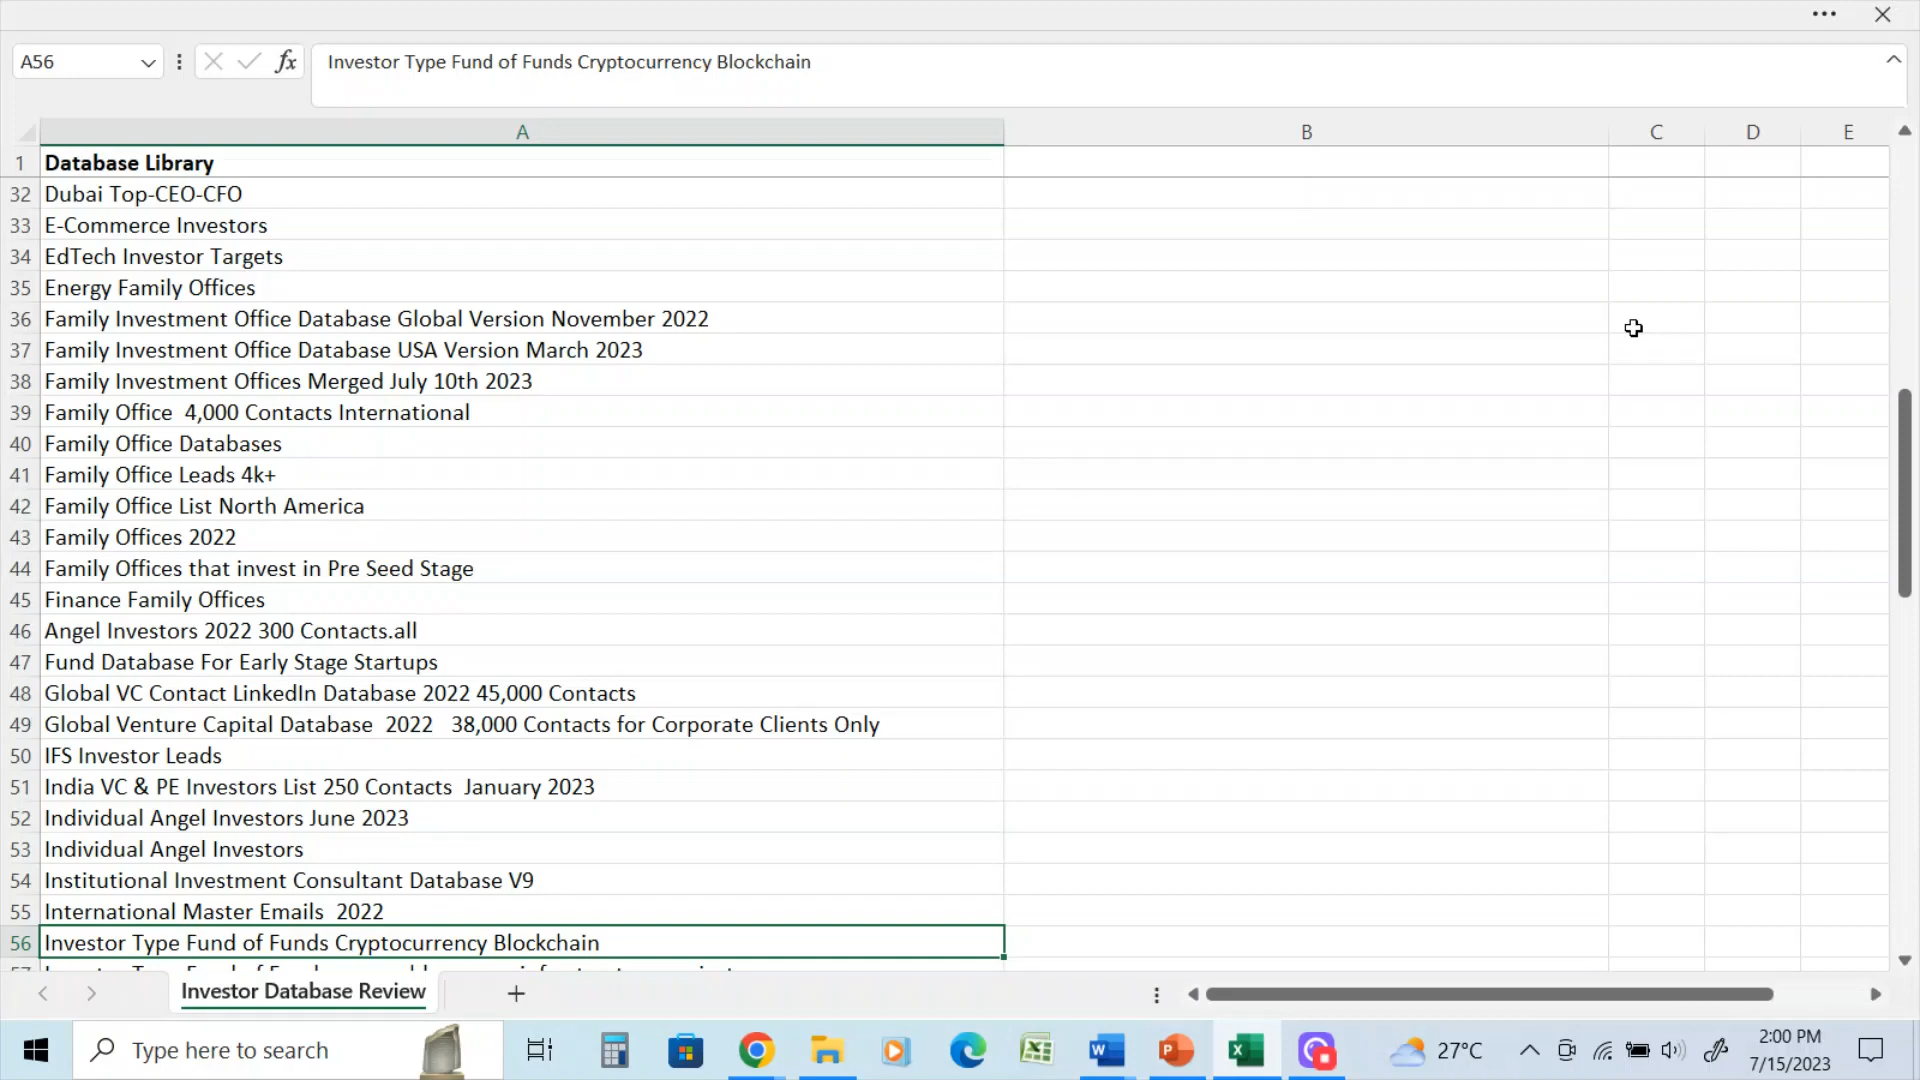 A56
fx
Investor Type Fund of Funds Cryptocurrency Blockchain
A B C D E
1 Database Library
32 Dubai Top-CEO-CFO
33 E-Commerce Investors
34 EdTech Investor Targets
35 Energy Family Offices
36 Family Investment Office Database Global Version November 2022
37 Family Investment Office Database USA Version March 2023
38 Family Investment Offices Merged July 10th 2023
39 Family Office  4,000 Contacts International
40 Family Office Databases
41 Family Office Leads 4k+
42 Family Office List North America
43 Family Offices 2022
44 Family Offices that invest in Pre Seed Stage
45 Finance Family Offices
46 Angel Investors 2022 300 Contacts.all
47 Fund Database For Early Stage Startups
48 Global VC Contact LinkedIn Database 2022 45,000 Contacts
49 Global Venture Capital Database  2022   38,000 Contacts for Corporate Clients Only
50 IFS Investor Leads
51 India VC & PE Investors List 250 Contacts  January 2023
52 Individual Angel Investors June 2023
53 Individual Angel Investors
54 Institutional Investment Consultant Database V9
55 International Master Emails  2022
56 Investor Type Fund of Funds Cryptocurrency Blockchain
Investor Database Review
Type here to search
27°C
2:00 PM
7/15/2023